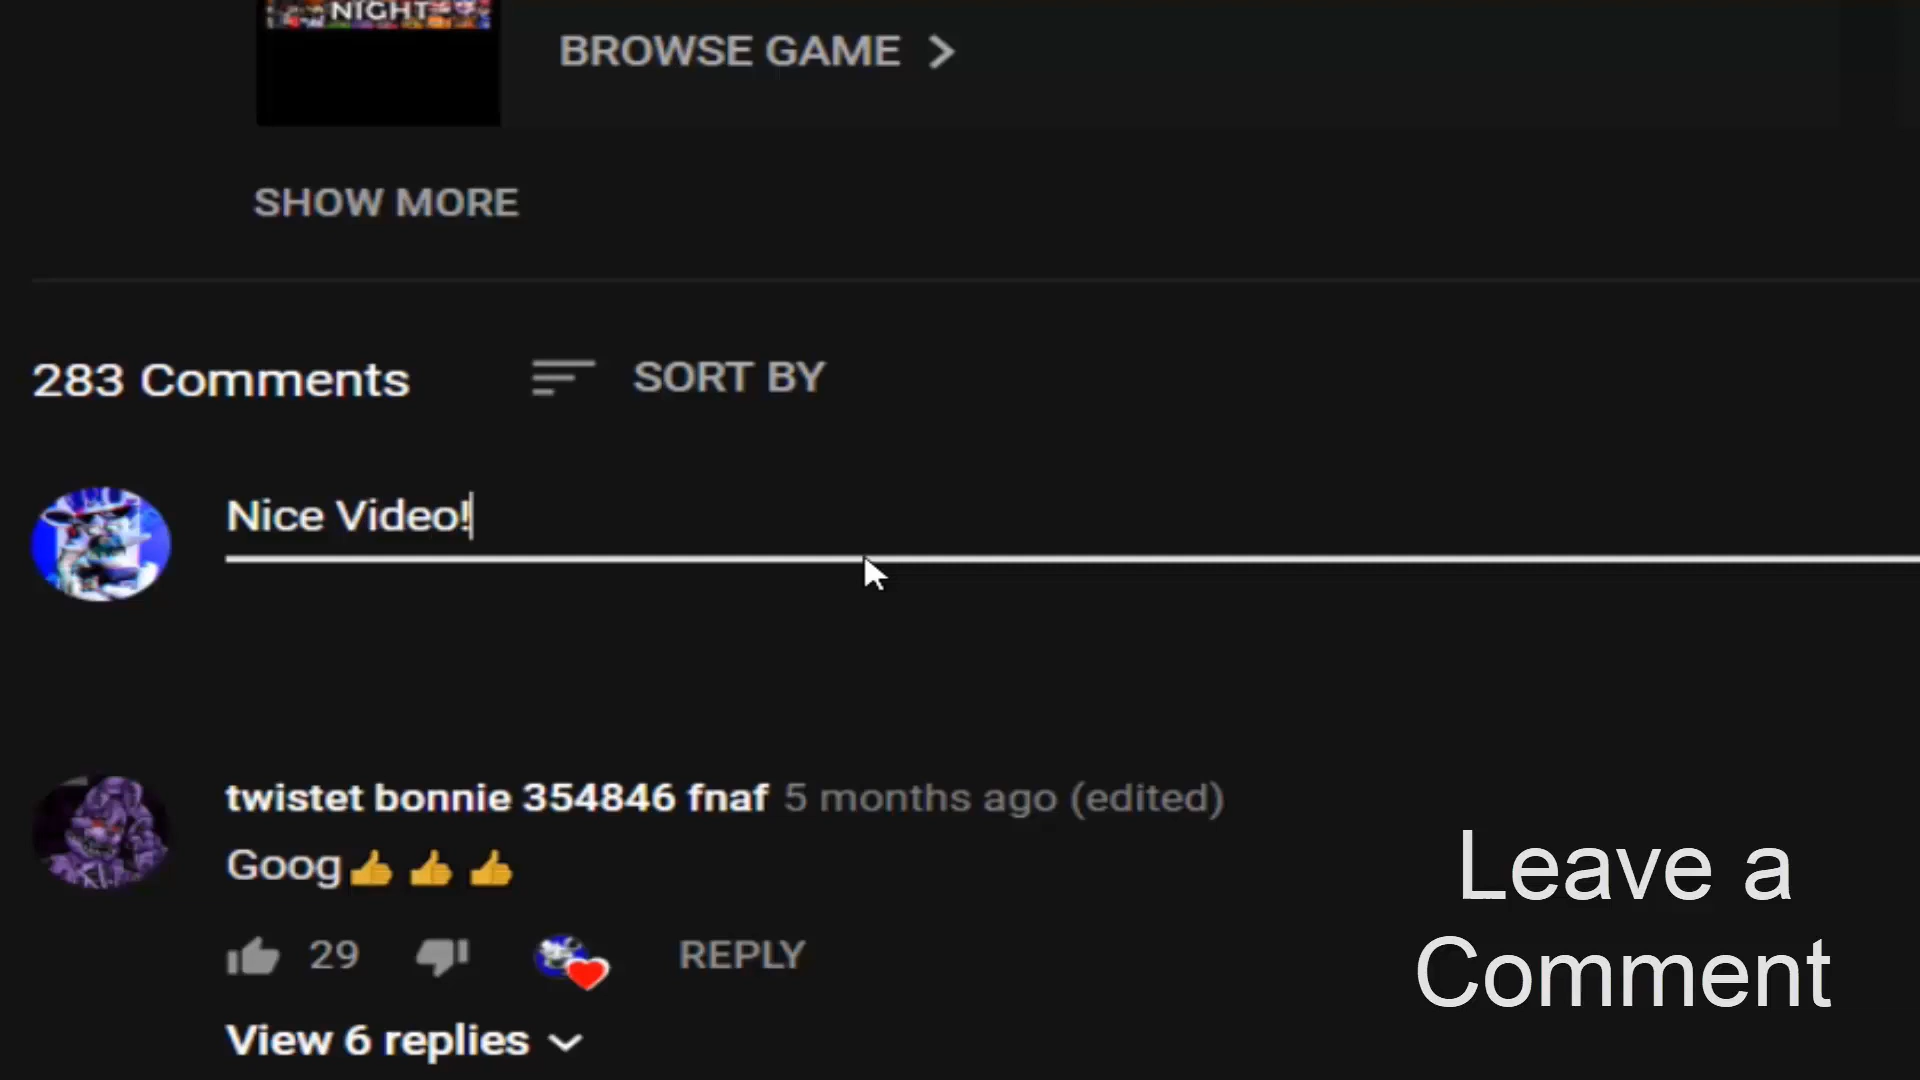 NIGHT
BROWSE GAME
SHOW MORE
283 Comments
SORT BY
Nice Video!
twistet bonnie 354846 fnaf 5 months ago (edited)
Goog👍👍👍
29
REPLY
View 6 replies
Leave a
Comment